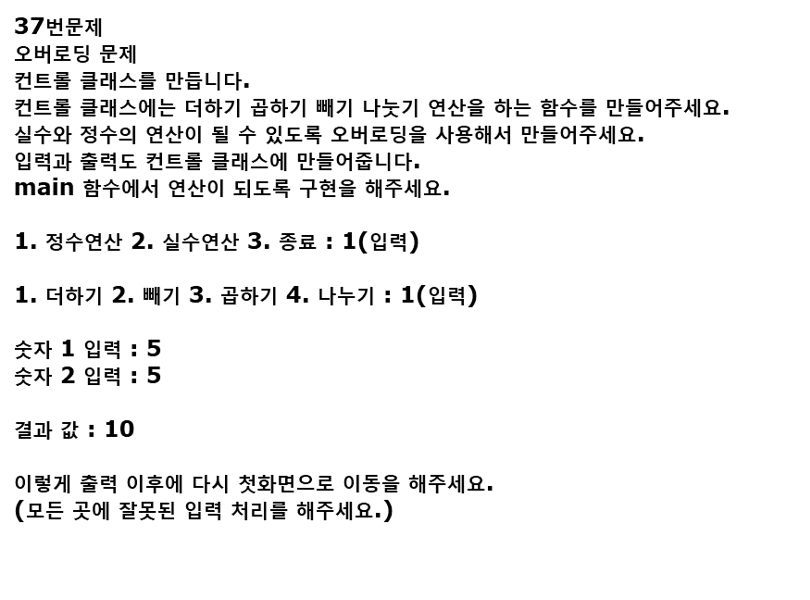 37번문제
오버로딩 문제
컨트롤 클래스를 만듭니다.
컨트롤 클래스에는 더하기 곱하기 빼기 나눗기 연산을 하는 함수를 만들어주세요.
실수와 정수의 연산이 될 수 있도록 오버로딩을 사용해서 만들어주세요.
입력과 출력도 컨트롤 클래스에 만들어줍니다.
main 함수에서 연산이 되도록 구현을 해주세요.
1. 정수연산 2. 실수연산 3. 종료 : 1(입력)
1. 더하기 2. 빼기 3. 곱하기 4. 나누기 : 1(입력)
숫자 1 입력 : 5
숫자 2 입력 : 5
결과 값 : 10
이렇게 출력 이후에 다시 첫화면으로 이동을 해주세요.
(모든 곳에 잘못된 입력 처리를 해주세요.)